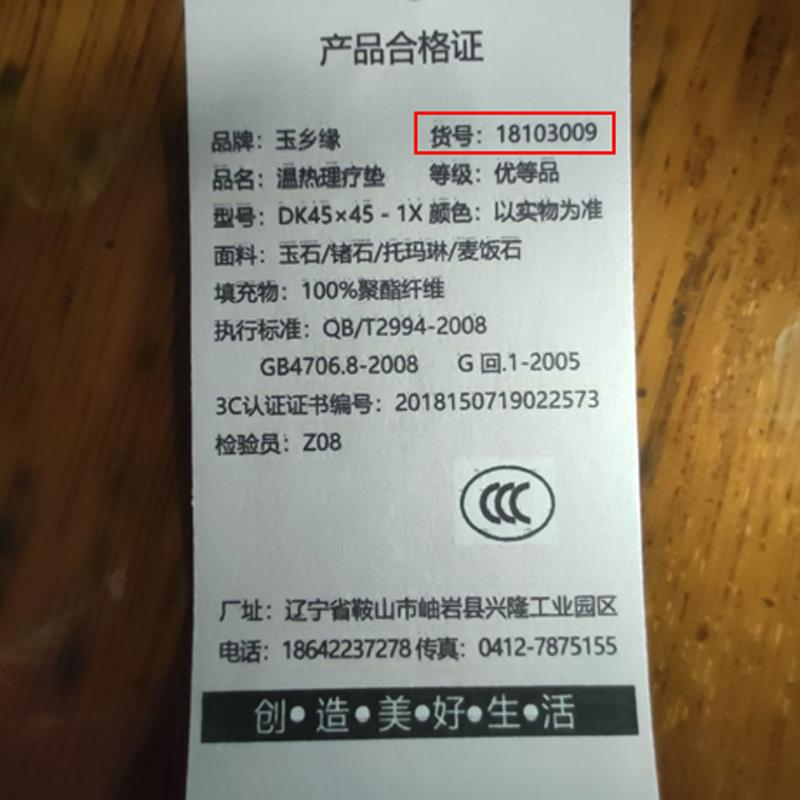 产品合格证
品牌：玉乡缘 货号：18103009
品名：温热理疗垫 等级：优等品
型号：DK45×45 - 1X 颜色：以实物为准
面料：玉石/锗石/托玛琳/麦饭石
填充物：100%聚酯纤维
执行标准：QB/T2994-2008
GB4706.8-2008 G 回.1-2005
3C认证证书编号：2018150719022573
检验员：Z08
CCC
厂址：辽宁省鞍山市岫岩县兴隆工业园区
电话：18642237278 传真：0412-7875155
创•造•美•好•生•活